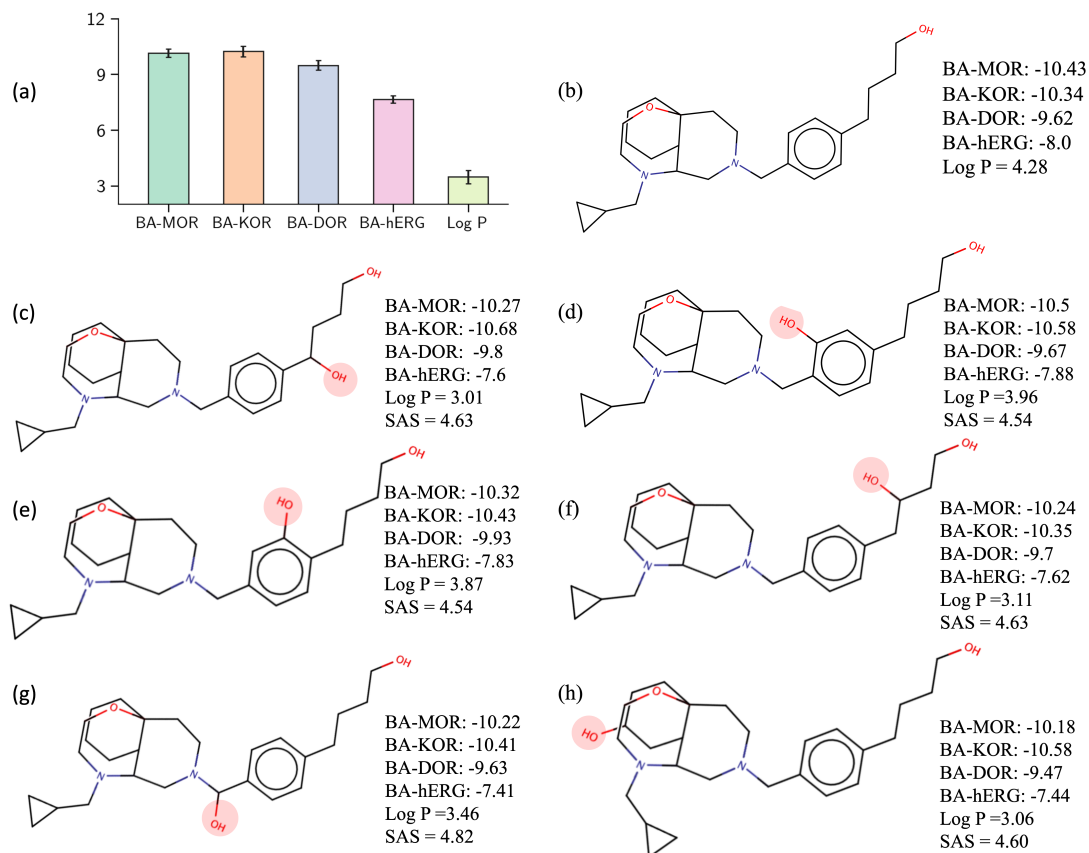 (a)
12
9
6
3
BA-MOR
BA-KOR
BA-DOR
BA-hERG
Log P
(b)
O
N
N
OH
BA-MOR: -10.43
BA-KOR: -10.34
BA-DOR: -9.62
BA-hERG: -8.0
Log P = 4.28
(c)
O
N
N
OH
OH
BA-MOR: -10.27
BA-KOR: -10.68
BA-DOR: -9.8
BA-hERG: -7.6
Log P = 3.01
SAS = 4.63
(d)
O
N
N
HO
OH
BA-MOR: -10.5
BA-KOR: -10.58
BA-DOR: -9.67
BA-hERG: -7.88
Log P =3.96
SAS = 4.54
(e)
O
N
N
HO
OH
BA-MOR: -10.32
BA-KOR: -10.43
BA-DOR: -9.93
BA-hERG: -7.83
Log P = 3.87
SAS = 4.54
(f)
O
N
N
HO
OH
BA-MOR: -10.24
BA-KOR: -10.35
BA-DOR: -9.7
BA-hERG: -7.62
Log P =3.11
SAS = 4.63
(g)
O
N
N
OH
OH
BA-MOR: -10.22
BA-KOR: -10.41
BA-DOR: -9.63
BA-hERG: -7.41
Log P =3.46
SAS = 4.82
(h)
O
HO
N
N
OH
BA-MOR: -10.18
BA-KOR: -10.58
BA-DOR: -9.47
BA-hERG: -7.44
Log P =3.06
SAS = 4.60